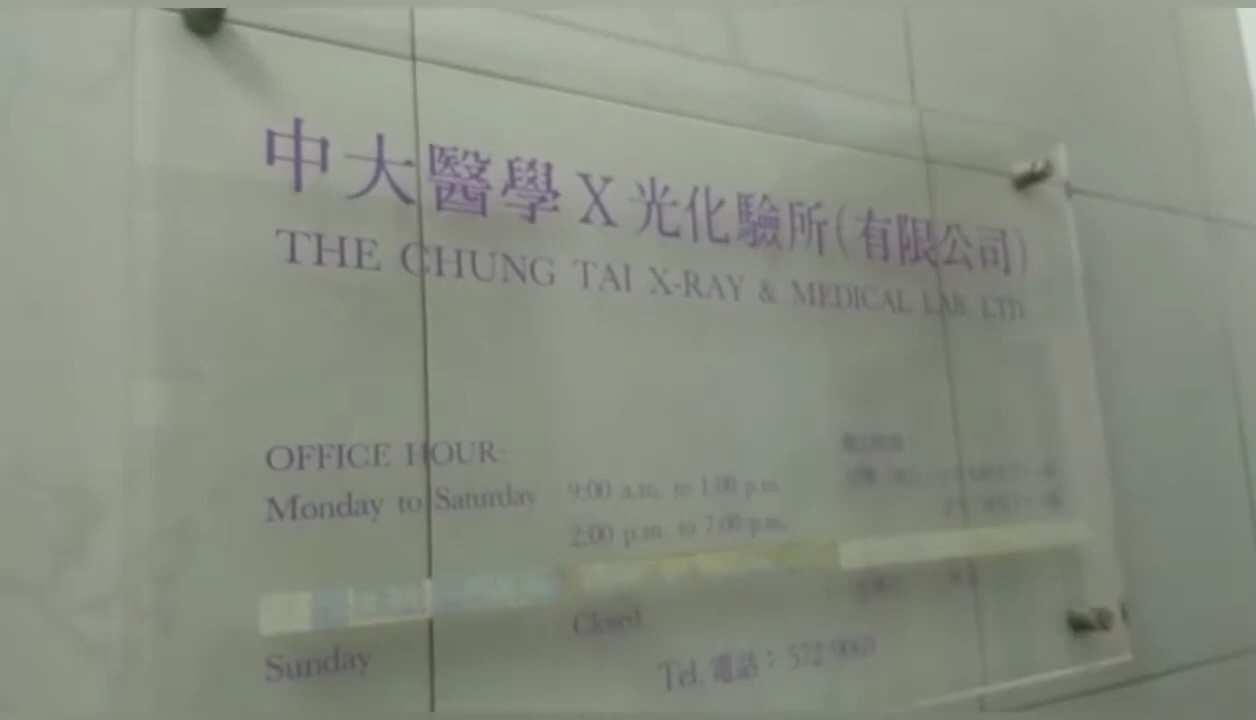 中大醫學X光化驗所(有限公司)
THE CHUNG TAI X-RAY & MEDICAL LAB. LTD.
OFFICE HOUR:
Monday to Saturday 9:00 a.m. to 1:00 p.m.
2:00 p.m. to 7:00 p.m.
Sunday Closed
Tel. 電話：572 9069